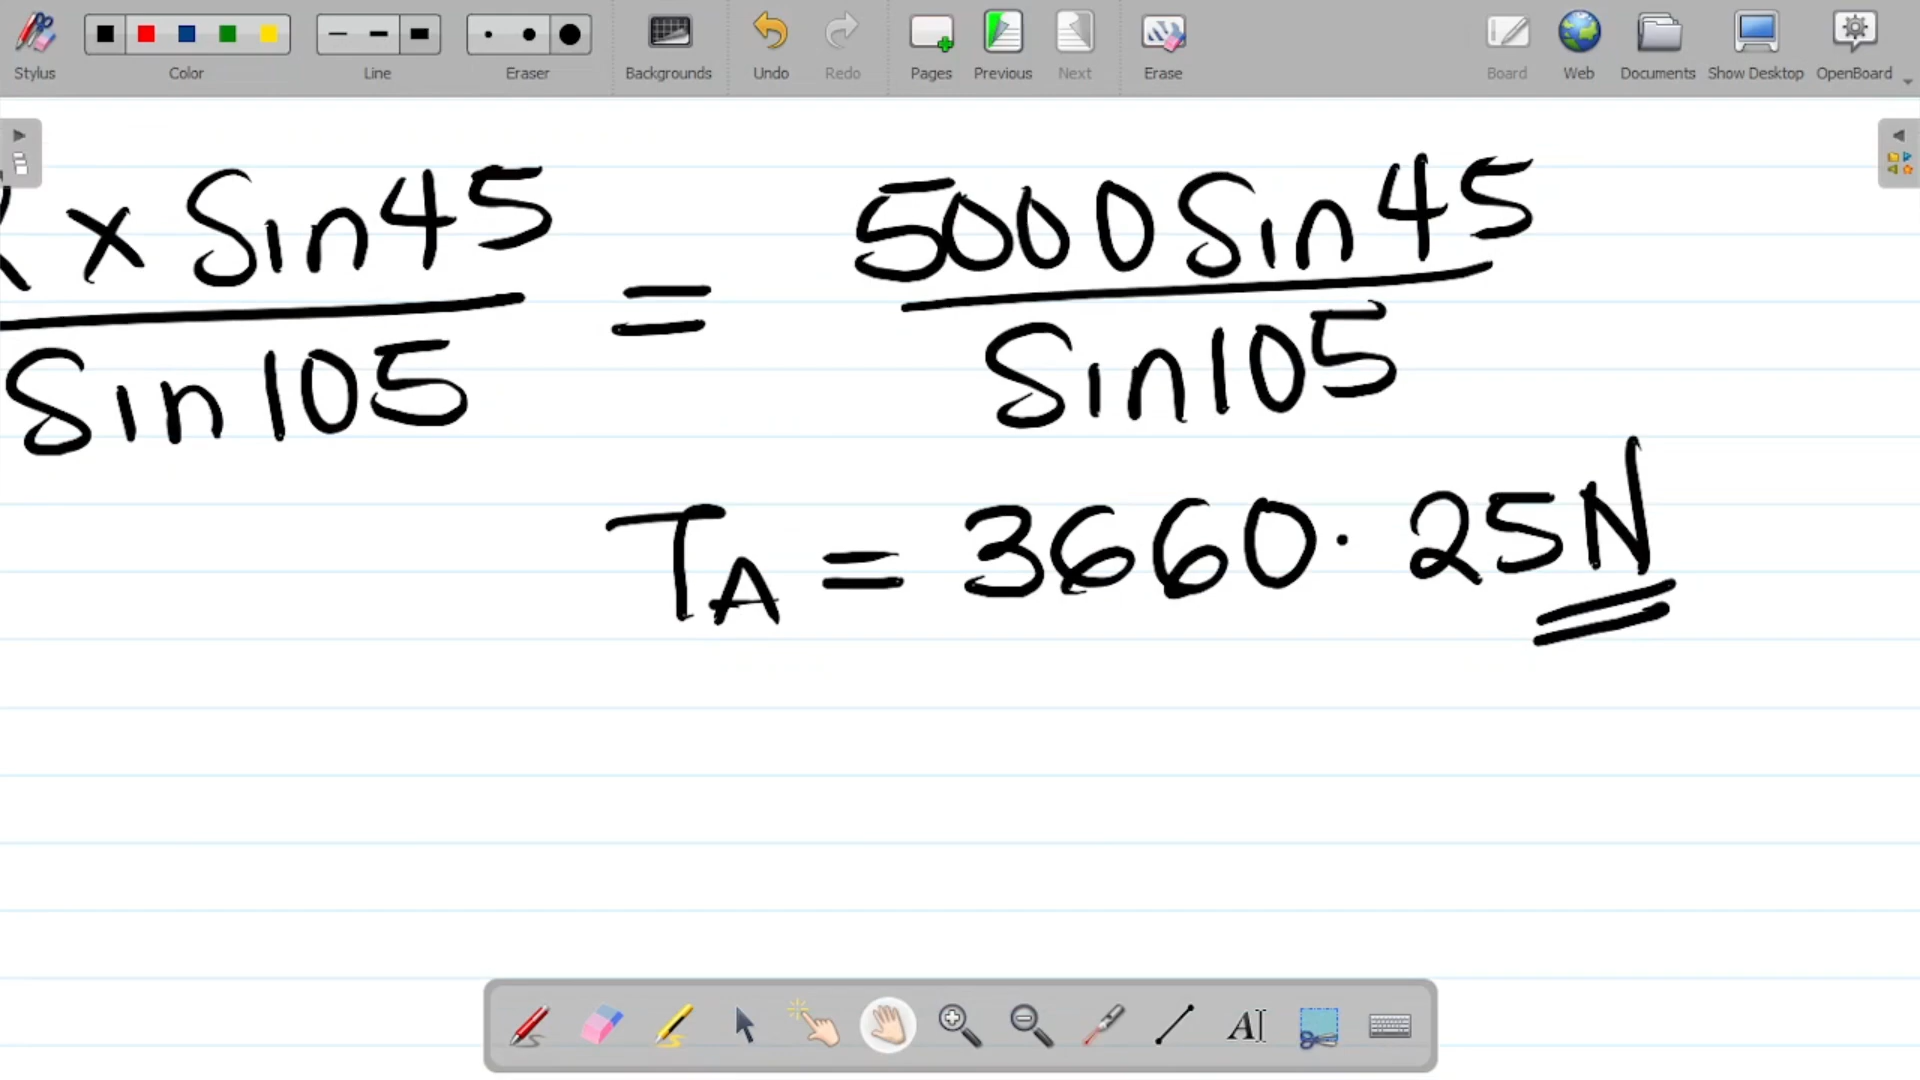 Stylus Color Line Eraser Backgrounds Undo Redo Pages Previous Next Erase Board Web Documents Show Desktop OpenBoard
x Sin45 = 5000Sin45
Sin105 Sin105
TA = 3660.25N